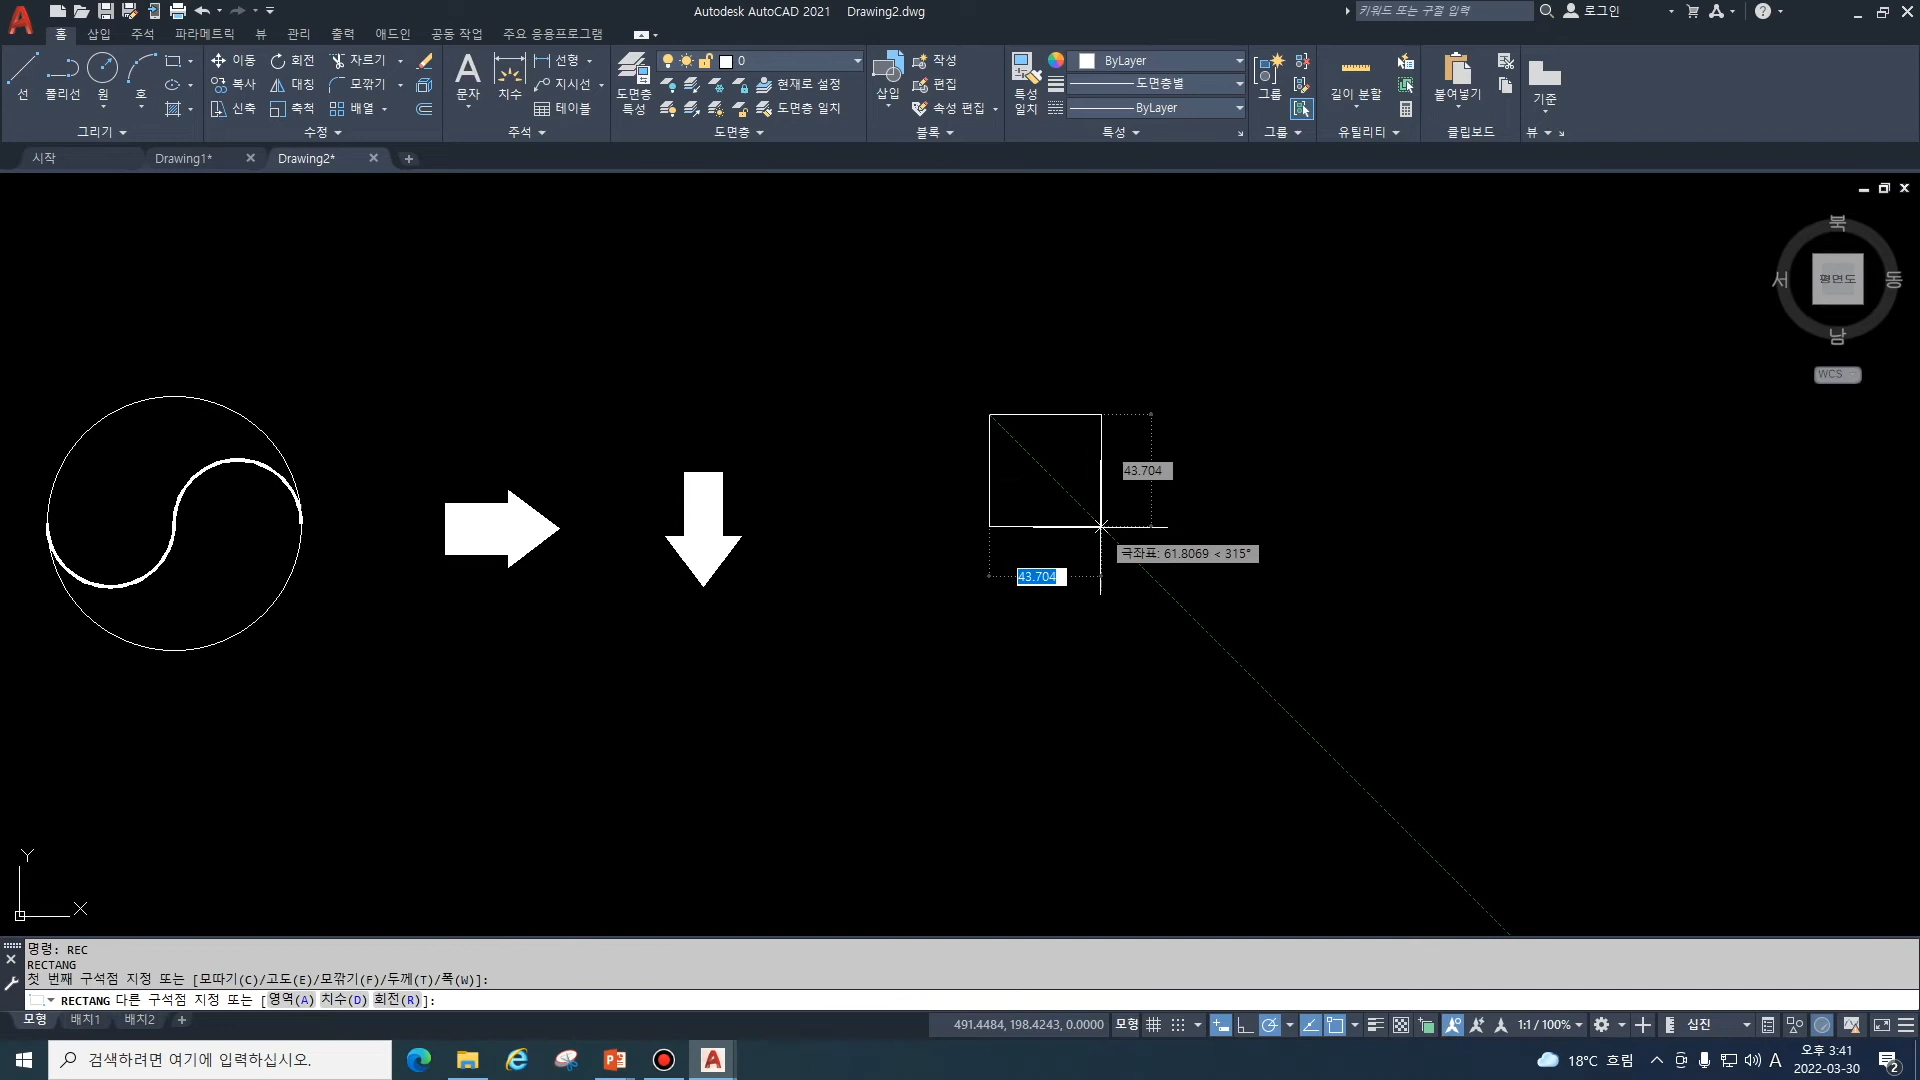 Autodesk AutoCAD 2021 Drawing2.dwg
키워드 또는 구절 입력
로그인
홈 삽입 주석 파라메트릭 뷰 관리 출력 애드인 공동 작업 주요 응용프로그램
선 폴리선 원 호
이동 회전 자르기
복사 대칭 모깎기
신축 축척 배열
문자 치수
선형
지시선
테이블
도면층 특성
0
현재로 설정
도면층 일치
삽입
작성
편집
속성 편집
특성 일치
ByLayer
도면층별
ByLayer
그룹
길이 분할
붙여넣기
기준
그리기 수정 주석 도면층 블록 특성 그룹 유틸리티 클립보드 뷰
시작 Drawing1* Drawing2*
북
서 평면도 동
남
WCS
43.704
극좌표: 61.8069 < 315°
43.704
Y
X
명령: REC
RECTANG
첫 번째 구석점 지정 또는 [모따기(C)/고도(E)/모깎기(F)/두께(T)/폭(W)]:
RECTANG 다른 구석점 지정 또는 [영역(A) 치수(D) 회전(R)]:
모형 배치1 배치2
491.4484, 198.4243, 0.0000 모형 1:1 / 100% 십진
검색하려면 여기에 입력하십시오.
18°C 흐림
A
오후 3:41
2022-03-30
2